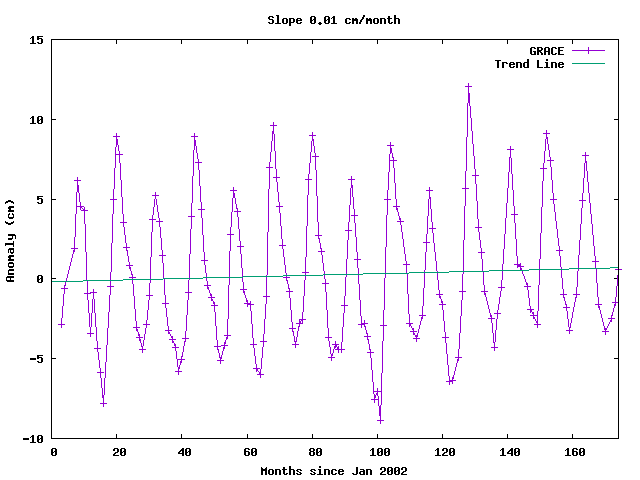 Slope 0.01 cm/month
15
GRACE
Trend Line
10
5
Anomaly (cm)
0
-5
-10
0 20 40 60 80 100 120 140 160
Months since Jan 2002